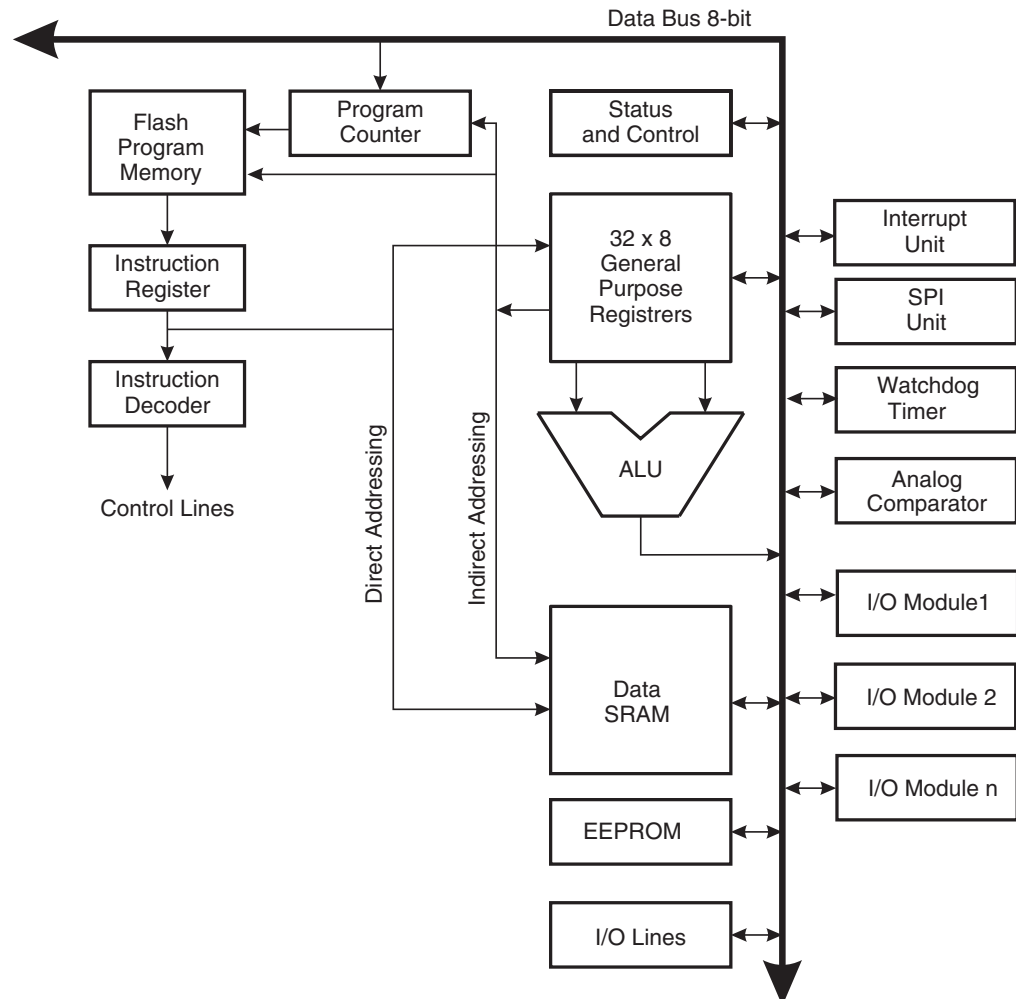 Data Bus 8-bit
Flash
Program
Memory
Program
Counter
Status
and Control
Instruction
Register
32 x 8
General
Purpose
Registrers
Interrupt
Unit
SPI
Unit
Instruction
Decoder
Watchdog
Timer
Control Lines
Direct Addressing
Indirect Addressing
ALU
Analog
Comparator
I/O Module1
Data
SRAM
I/O Module 2
I/O Module n
EEPROM
I/O Lines